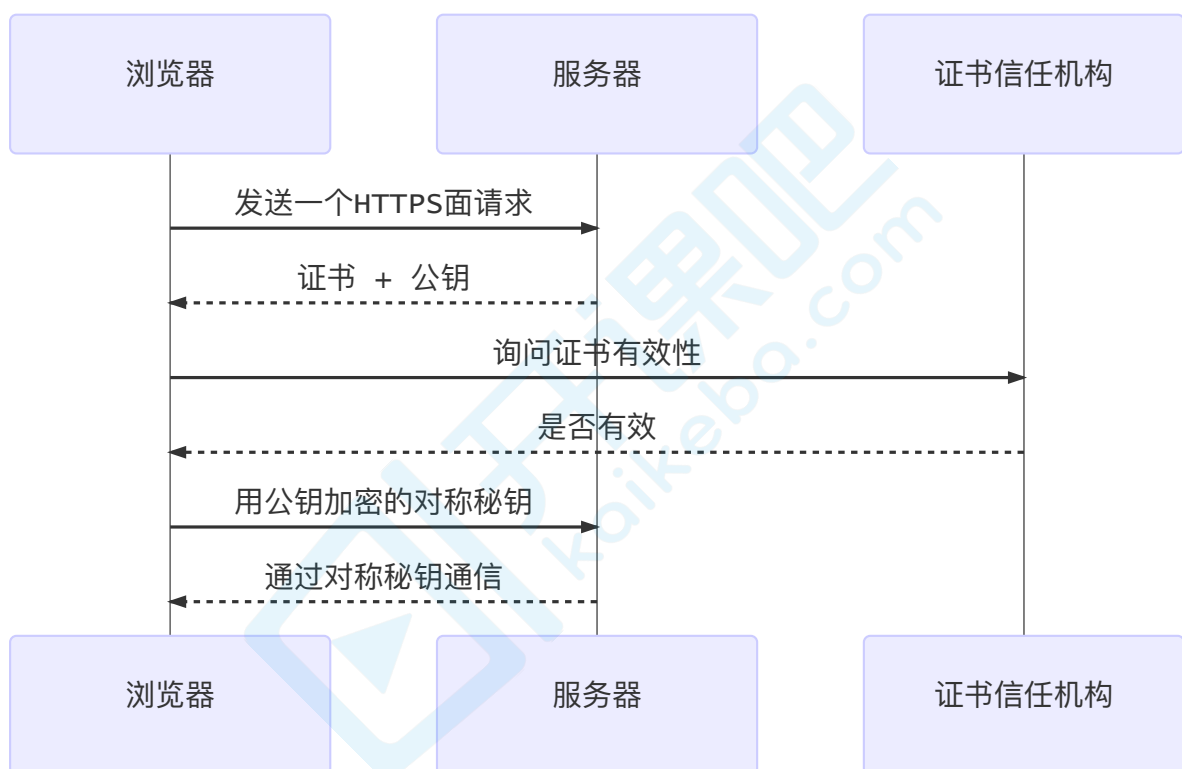 浏览器 服务器 证书信任机构
发送一个HTTPS面请求
证书 + 公钥
询问证书有效性
是否有效
用公钥加密的对称秘钥
通过对称秘钥通信
浏览器 服务器 证书信任机构
开课吧
kaikeba.com